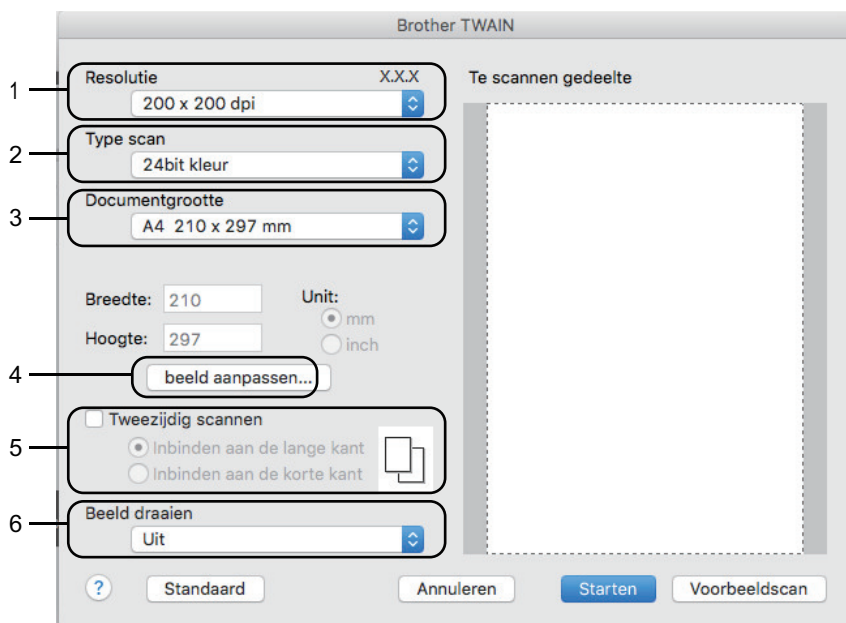 Brother TWAIN
1
Resolutie X.X.X
200 x 200 dpi
2
Type scan
24bit kleur
3
Documentgrootte
A4 210 x 297 mm
Breedte: 210
Hoogte: 297
Unit:
mm
inch
4
beeld aanpassen...
5
Tweezijdig scannen
Inbinden aan de lange kant
Inbinden aan de korte kant
6
Beeld draaien
Uit
Te scannen gedeelte
? Standaard Annuleren Starten Voorbeeldscan